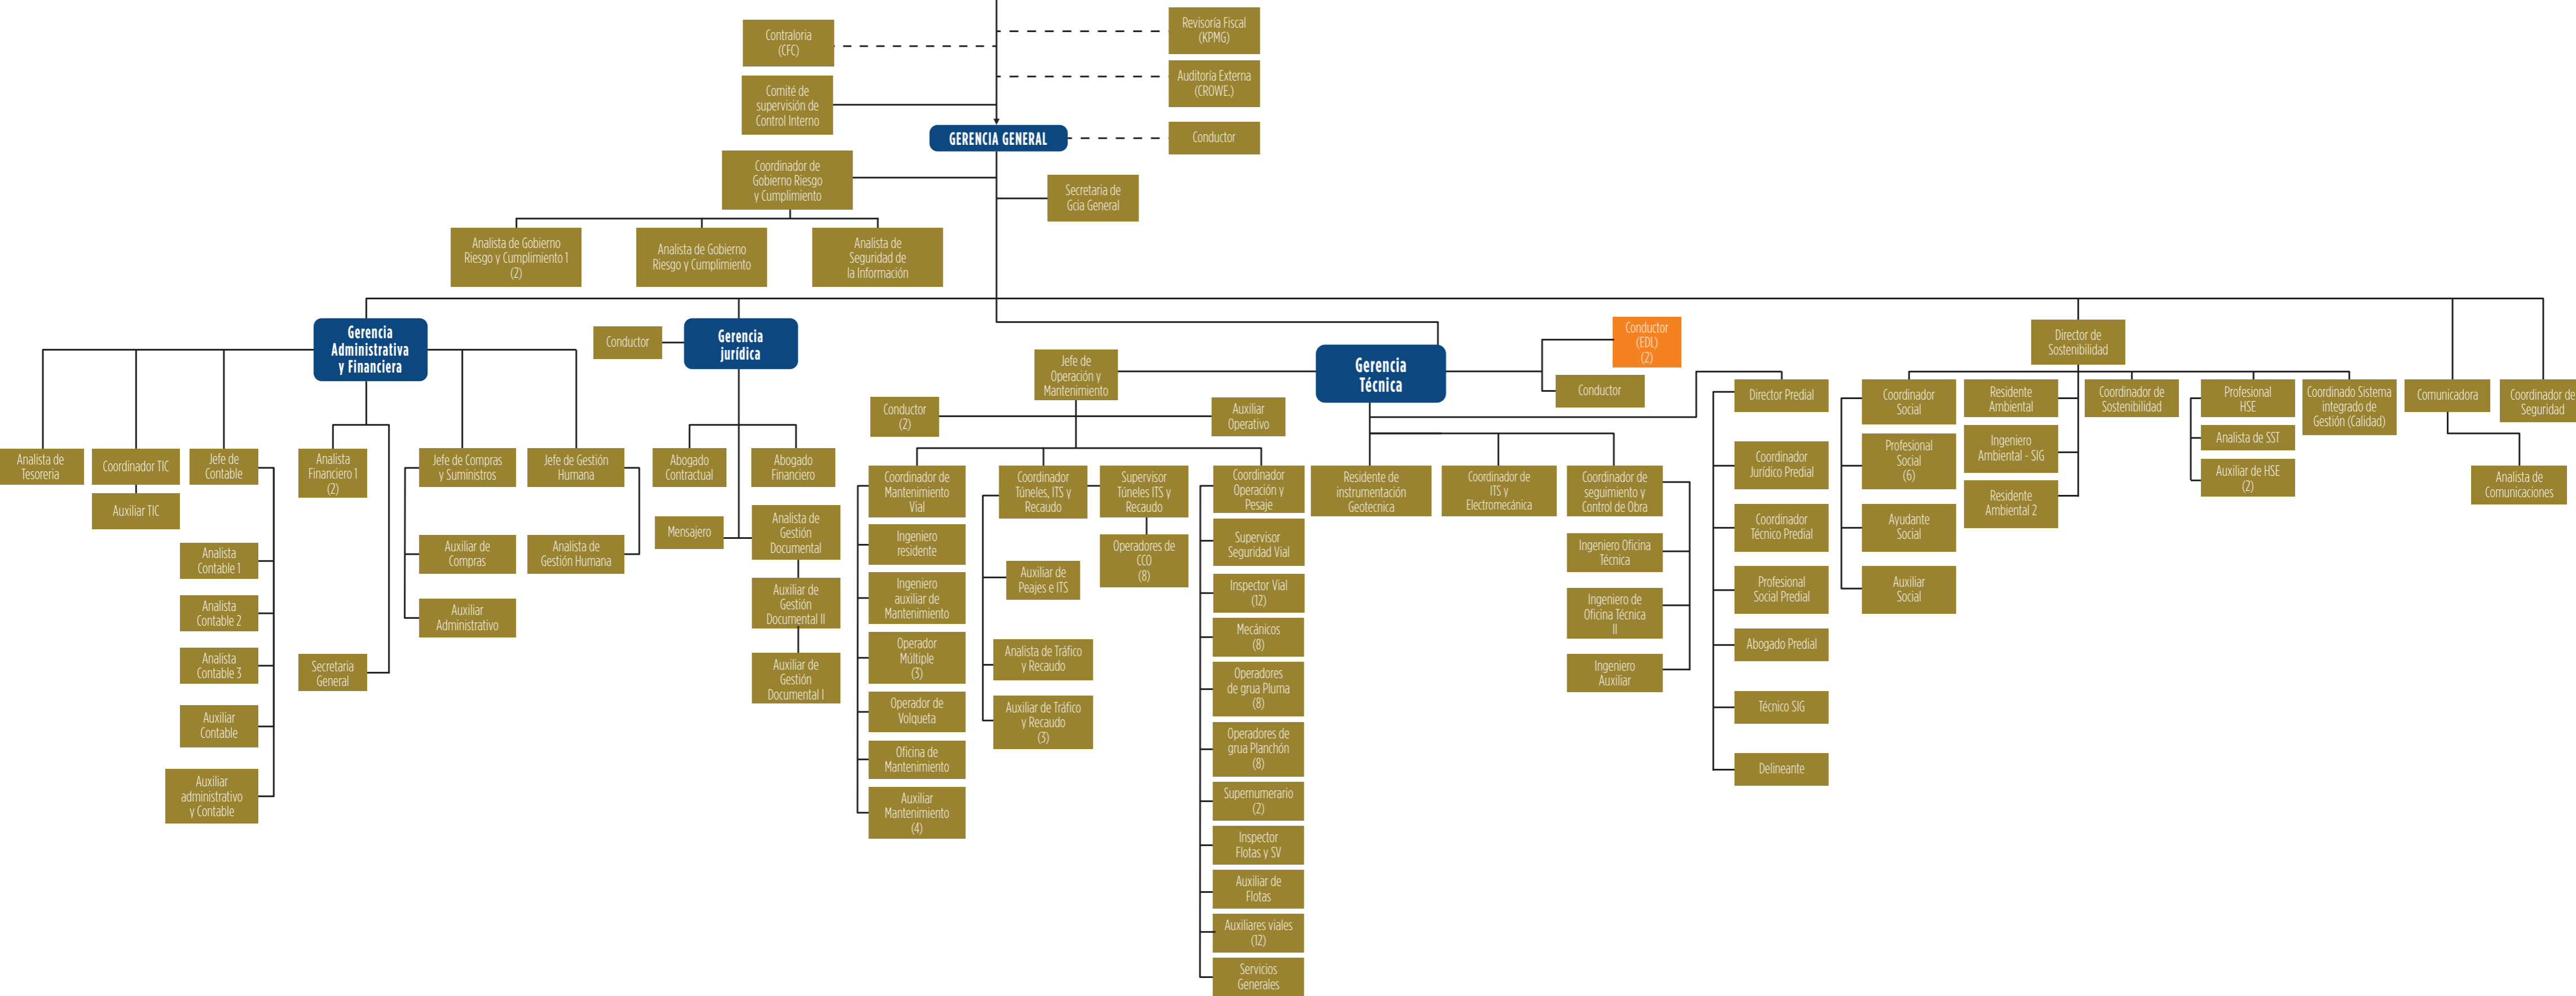 Contraloria
(CFC)
Revisoría Fiscal
(KPMG)
Auditoría Externa
(CROWE.)
Comité de
supervisión de
Control Interno
GERENCIA GENERAL
Conductor
Coordinador de
Gobierno Riesgo
y Cumplimiento
Secretaria de
Gcia General
Analista de Gobierno
Riesgo y Cumplimiento 1
(2)
Analista de Gobierno
Riesgo y Cumplimiento
Analista de
Seguridad de
la Información
Gerencia
Administrativa
y Financiera
Conductor
Gerencia
jurídica
Jefe de
Operación y
Mantenimiento
Gerencia
Técnica
Conductor
(EDL)
(2)
Conductor
Director de
Sostenibilidad
Conductor
(2)
Auxiliar
Operativo
Analista de
Tesorería
Coordinador TIC
Auxiliar TIC
Jefe de
Contable
Analista
Contable 1
Analista
Contable 2
Analista
Contable 3
Auxiliar
Contable
Auxiliar
administrativo
y Contable
Analista
Financiero 1
(2)
Secretaria
General
Jefe de Compras
y Suministros
Auxiliar de
Compras
Auxiliar
Administrativo
Jefe de Gestión
Humana
Analista de
Gestión Humana
Abogado
Contractual
Abogado
Financiero
Mensajero
Analista de
Gestión
Documental
Auxiliar de
Gestión
Documental II
Auxiliar de
Gestión
Documental I
Coordinador de
Mantenimiento
Vial
Ingeniero
residente
Ingeniero
auxiliar de
Mantenimiento
Operador
Múltiple
(3)
Operador de
Volqueta
Oficina de
Mantenimiento
Auxiliar
Mantenimiento
(4)
Coordinador
Túneles, ITS y
Recaudo
Auxiliar de
Peajes e ITS
Analista de Tráfico
y Recaudo
Auxiliar de Tráfico
y Recaudo
(3)
Supervisor
Túneles ITS y
Recaudo
Operadores de
CCO
(8)
Coordinador
Operación y
Pesaje
Supervisor
Seguridad Vial
Inspector Vial
(12)
Mecánicos
(8)
Operadores
de grua Pluma
(8)
Operadores de
grua Planchón
(8)
Supernumerario
(2)
Inspector
Flotas y SV
Auxiliar de
Flotas
Auxiliares viales
(12)
Servicios
Generales
Residente de
instrumentación
Geotecnica
Coordinador de
ITS y
Electromecánica
Coordinador de
seguimiento y
Control de Obra
Ingeniero Oficina
Técnica
Ingeniero de
Oficina Técnica
II
Ingeniero
Auxiliar
Director Predial
Coordinador
Jurídico Predial
Coordinador
Técnico Predial
Profesional
Social Predial
Abogado Predial
Técnico SIG
Delineante
Coordinador
Social
Profesional
Social
(6)
Ayudante
Social
Auxiliar
Social
Residente
Ambiental
Ingeniero
Ambiental - SIG
Residente
Ambiental 2
Coordinador de
Sostenibilidad
Profesional
HSE
Analista de SST
Auxiliar de HSE
(2)
Coordinado Sistema
integrado de
Gestión (Calidad)
Comunicadora
Analista de
Comunicaciones
Coordinador de
Seguridad